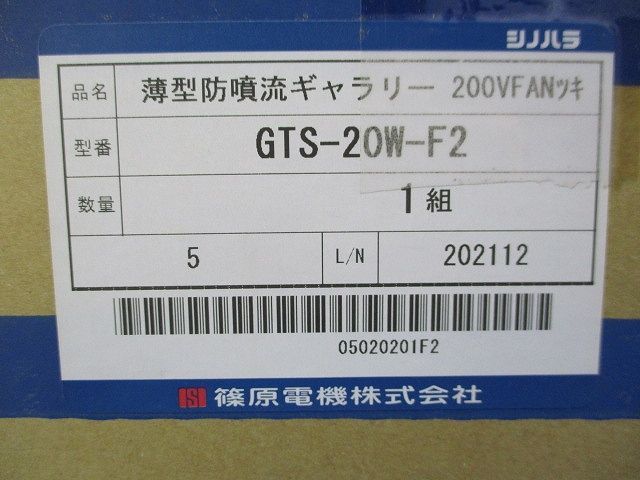 シノハラ
品名 薄型防噴流ギャラリー 200VFANツキ
型番 GTS-20W-F2
数量 1組
5 L/N 202112
05020201F2
篠原電機株式会社